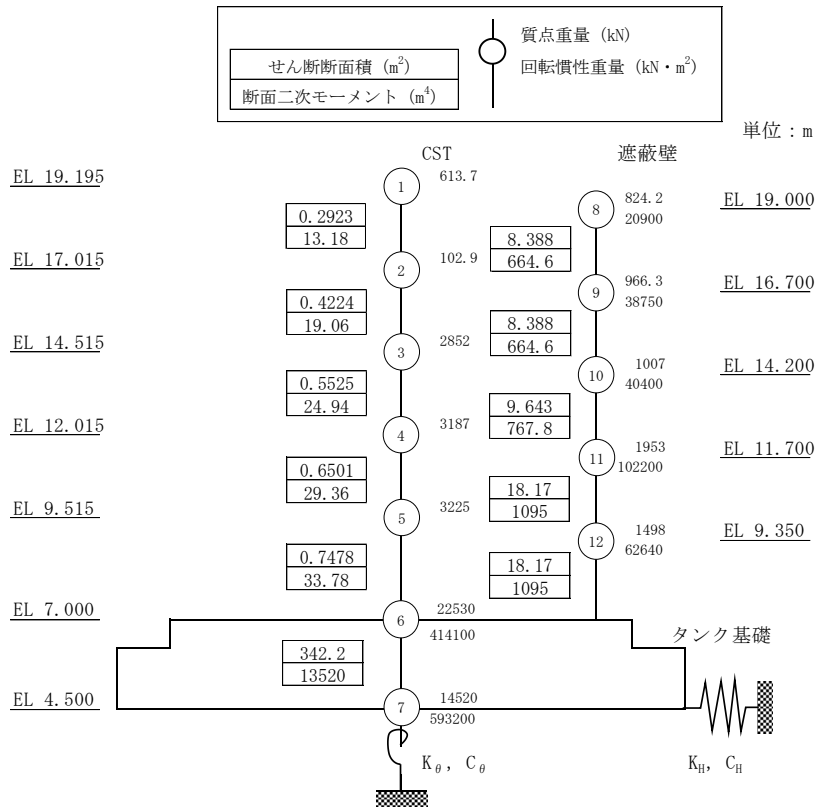 質点重量 (kN)
回転慣性重量 (kN・m²)
せん断断面積 (m²)
断面二次モーメント (m⁴)
単位:m
CST
遮蔽壁
EL 19.195
1
613.7
8
824.2
20900
EL 19.000
0.2923
13.18
8.388
664.6
EL 17.015
2
102.9
9
966.3
38750
EL 16.700
0.4224
19.06
8.388
664.6
EL 14.515
3
2852
10
1007
40400
EL 14.200
0.5525
24.94
9.643
767.8
EL 12.015
4
3187
11
1953
102200
EL 11.700
0.6501
29.36
18.17
1095
EL 9.515
5
3225
12
1498
62640
EL 9.350
0.7478
33.78
18.17
1095
EL 7.000
6
22530
414100
タンク基礎
342.2
13520
EL 4.500
7
14520
593200
Kθ, Cθ
K_H, C_H